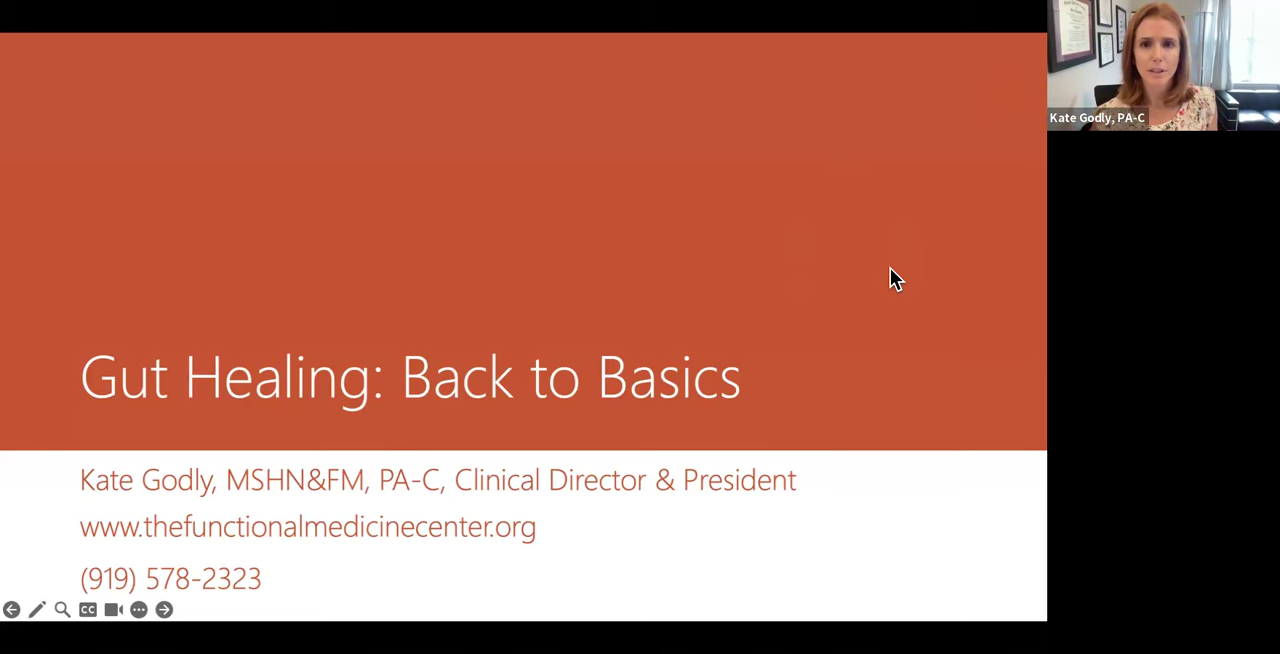 Kate Godly, PA-C
Gut Healing: Back to Basics
Kate Godly, MSHN&FM, PA-C, Clinical Director & President
www.thefunctionalmedicinecenter.org
(919) 578-2323
CC